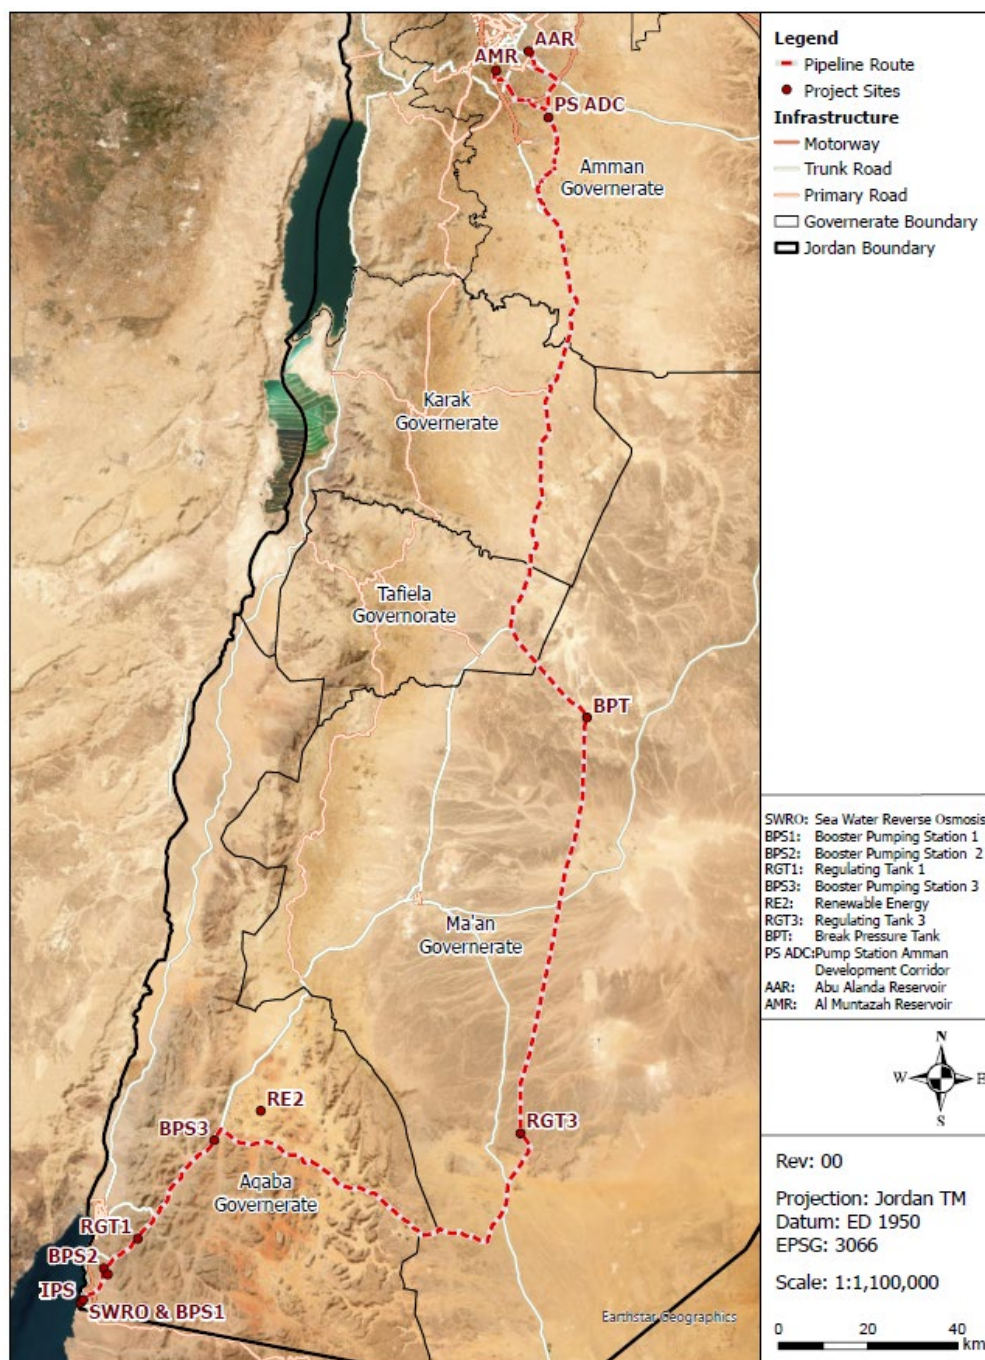 AAR
AMR
PS ADC
Amman
Governerate
Karak
Governerate
Tafiela
Governorate
BPT
Ma'an
Governerate
RE2
BPS3
RGT3
Aqaba
Governerate
RGT1
BPS2
IPS
SWRO & BPS1
Earthstar Geographics
Legend
Pipeline Route
Project Sites
Infrastructure
Motorway
Trunk Road
Primary Road
Governerate Boundary
Jordan Boundary
SWRO: Sea Water Reverse Osmosis
BPS1: Booster Pumping Station 1
BPS2: Booster Pumping Station 2
RGT1: Regulating Tank 1
BPS3: Booster Pumping Station 3
RE2: Renewable Energy
RGT3: Regulating Tank 3
BPT: Break Pressure Tank
PS ADC:Pump Station Amman
Development Corridor
AAR: Abu Alanda Reservoir
AMR: Al Muntazah Reservoir
N
W E
S
Rev: 00
Projection: Jordan TM
Datum: ED 1950
EPSG: 3066
Scale: 1:1,100,000
0 20 40
km